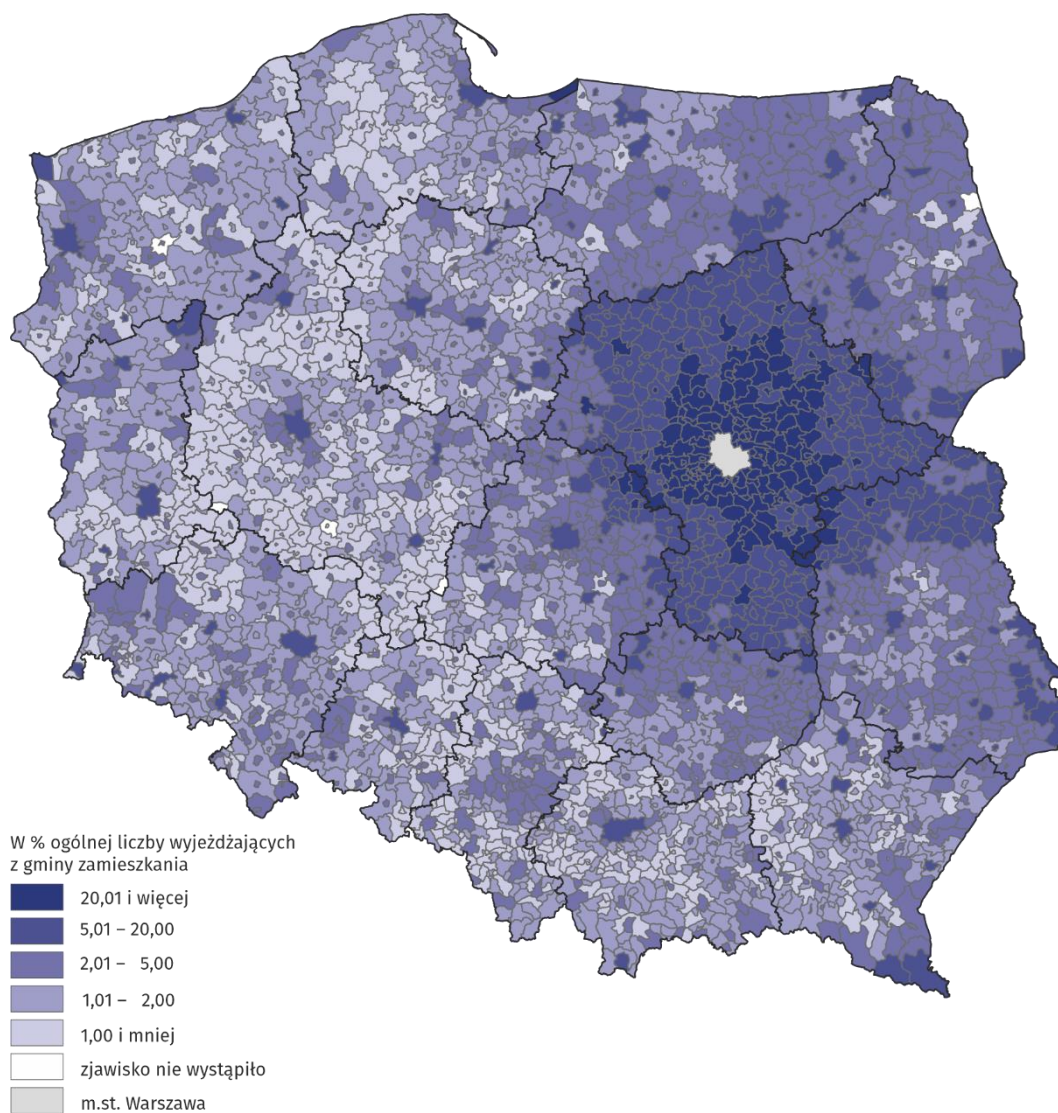 W % ogólnej liczby wyjeżdżających
z gminy zamieszkania
20,01 i więcej
5,01 – 20,00
2,01 – 5,00
1,01 – 2,00
1,00 i mniej
zjawisko nie wystąpiło
m.st. Warszawa